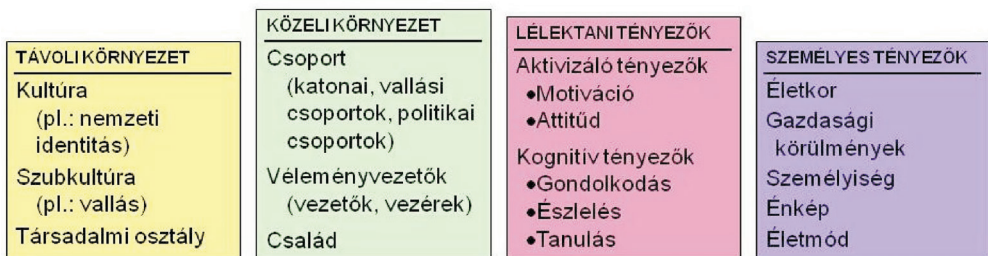 TÁVOLI KÖRNYEZET
Kultúra
(pl.: nemzeti
identitás)
Szubkultúra
(pl.: vallás)
Társadalmi osztály
KÖZELI KÖRNYEZET
Csoport
(katonai, vallási
csoportok, politikai
csoportok)
Véleményvezetők
(vezetők, vezérek)
Család
LÉLEKTANI TÉNYEZŐK
Aktivizáló tényezők
•Motiváció
•Attitűd
Kognitív tényezők
•Gondolkodás
•Észlelés
•Tanulás
SZEMÉLYES TÉNYEZŐK
Életkor
Gazdasági
körülmények
Személyiség
Énkép
Életmód